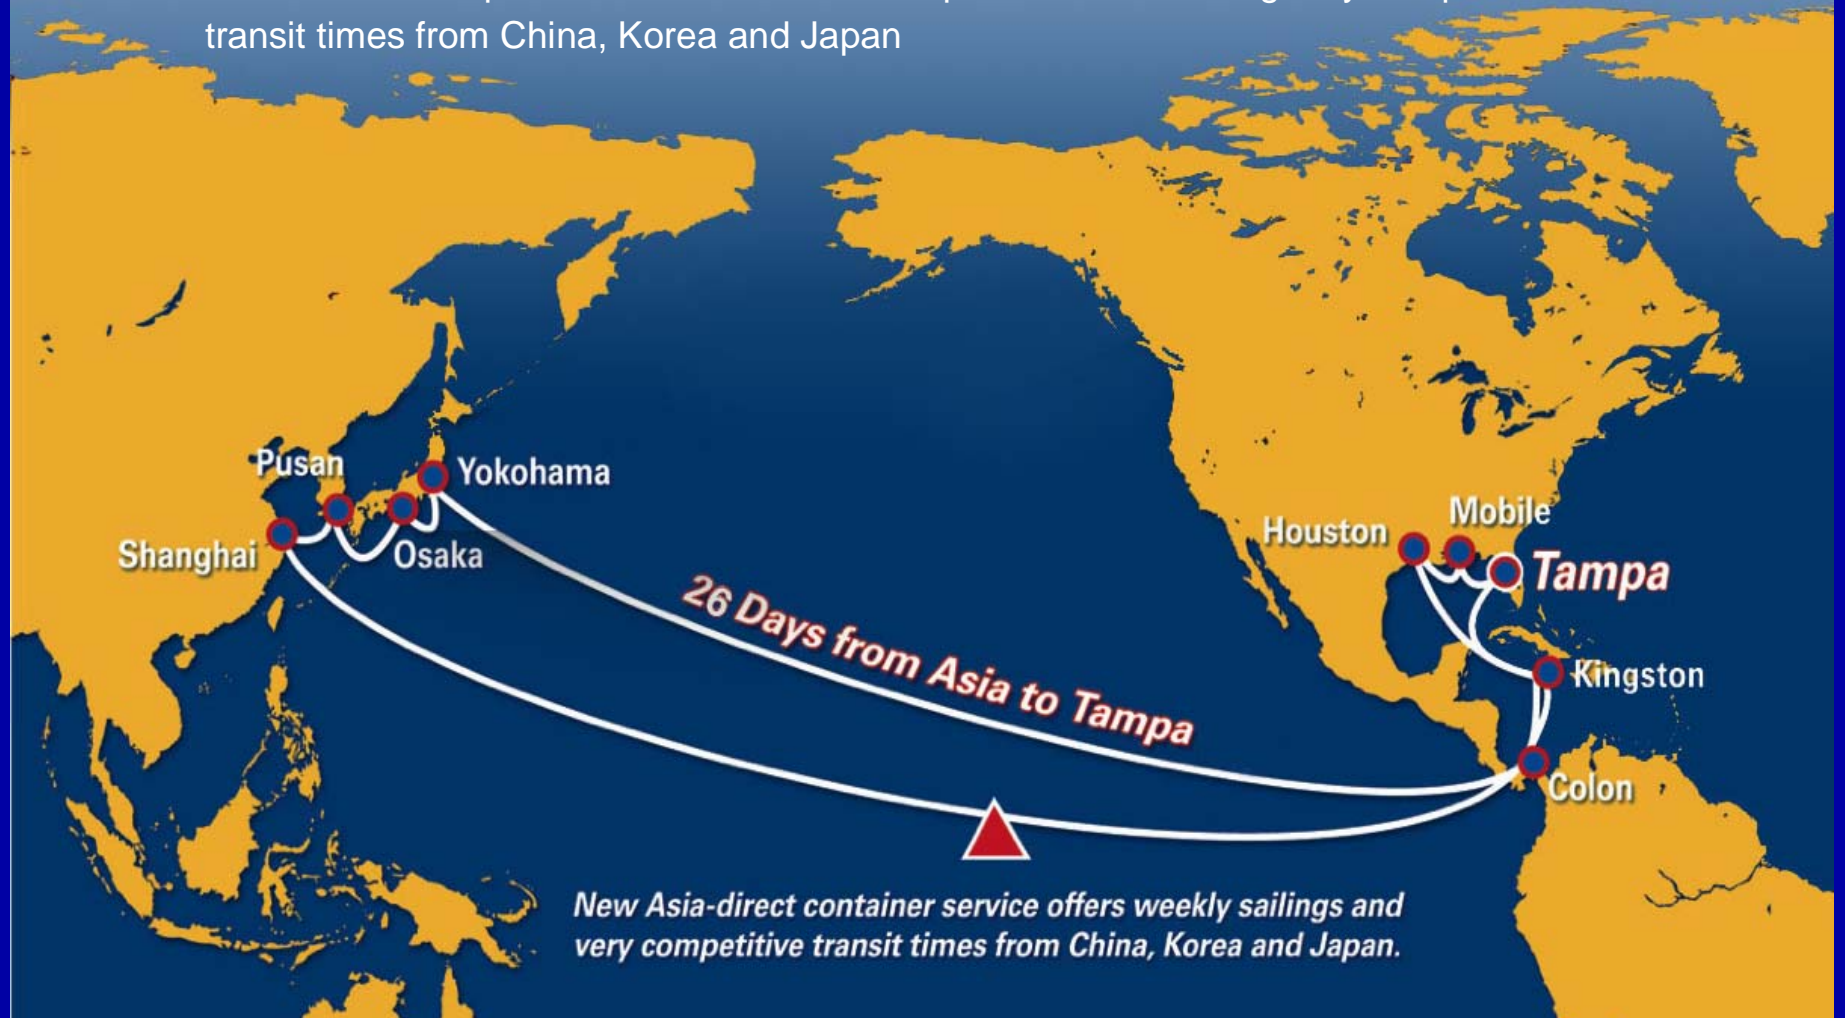 transit times from China, Korea and Japan
Pusan
Yokohama
Shanghai
Osaka
Mobile
Houston
Tampa
26 Days from Asia to Tampa
Kingston
Colon
New Asia-direct container service offers weekly sailings and
very competitive transit times from China, Korea and Japan.